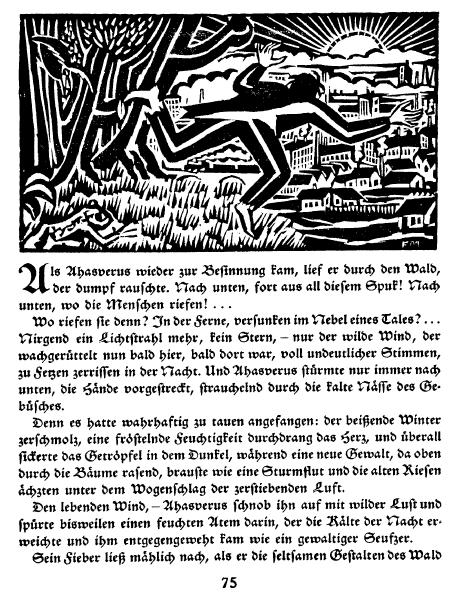 FM
Als Ahasverus wieder zur Besinnung kam, lief er durch den Wald,
der dumpf rauschte. Nach unten, fort aus all diesem Spuk! Nach
unten, wo die Menschen riefen! . . .
Wo riefen sie denn? In der Ferne, versunken im Nebel eines Tales? . . .
Nirgend ein Lichtstrahl mehr, kein Stern, – nur der wilde Wind, der
wachgerüttelt nun bald hier, bald dort war, voll undeutlicher Stimmen,
zu Fetzen zerrissen in der Nacht. Und Ahasverus stürmte nur immer nach
unten, die Hände vorgestreckt, strauchelnd durch die kalte Nässe des Ge-
büsches.
Denn es hatte wahrhaftig zu tauen angefangen: der beißende Winter
zerschmolz, eine fröstelnde Feuchtigkeit durchdrang das Herz, und überall
sickerte das Getröpfel in dem Dunkel, während eine neue Gewalt, da oben
durch die Bäume rasend, brauste wie eine Sturmflut und die alten Riesen
ächzten unter dem Wogenschlag der zerstiebenden Luft.
Den lebenden Wind, – Ahasverus schnob ihn auf mit wilder Lust und
spürte bisweilen einen feuchten Atem darin, der die Kälte der Nacht er-
weichte und ihm entgegengeweht kam wie ein gewaltiger Seufzer.
Sein Fieber ließ mählich nach, als er die seltsamen Gestalten des Wald
75